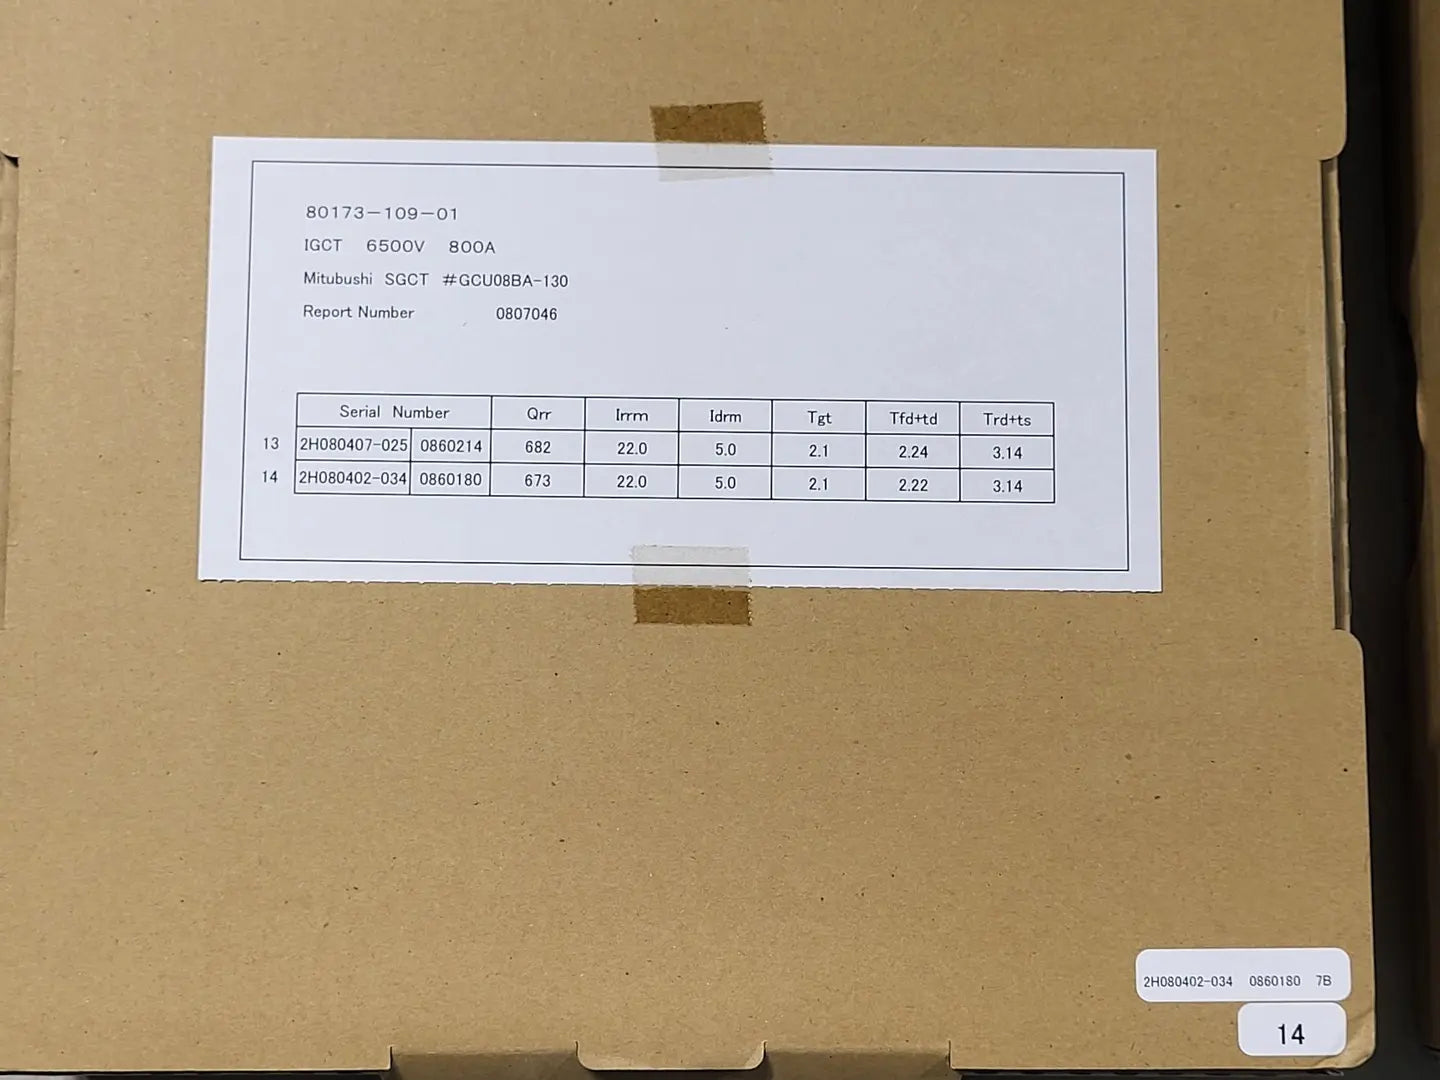 80173-109-01
IGCT 6500V 800A
Mitubushi SGCT #GCU08BA-130
Report Number 0807046
Serial Number Qrr Irrm Idrm Tgt Tfd+td Trd+ts
13 2H080407-025 0860214 682 22.0 5.0 2.1 2.24 3.14
14 2H080402-034 0860180 673 22.0 5.0 2.1 2.22 3.14
2H080402-034 0860180 7B
14